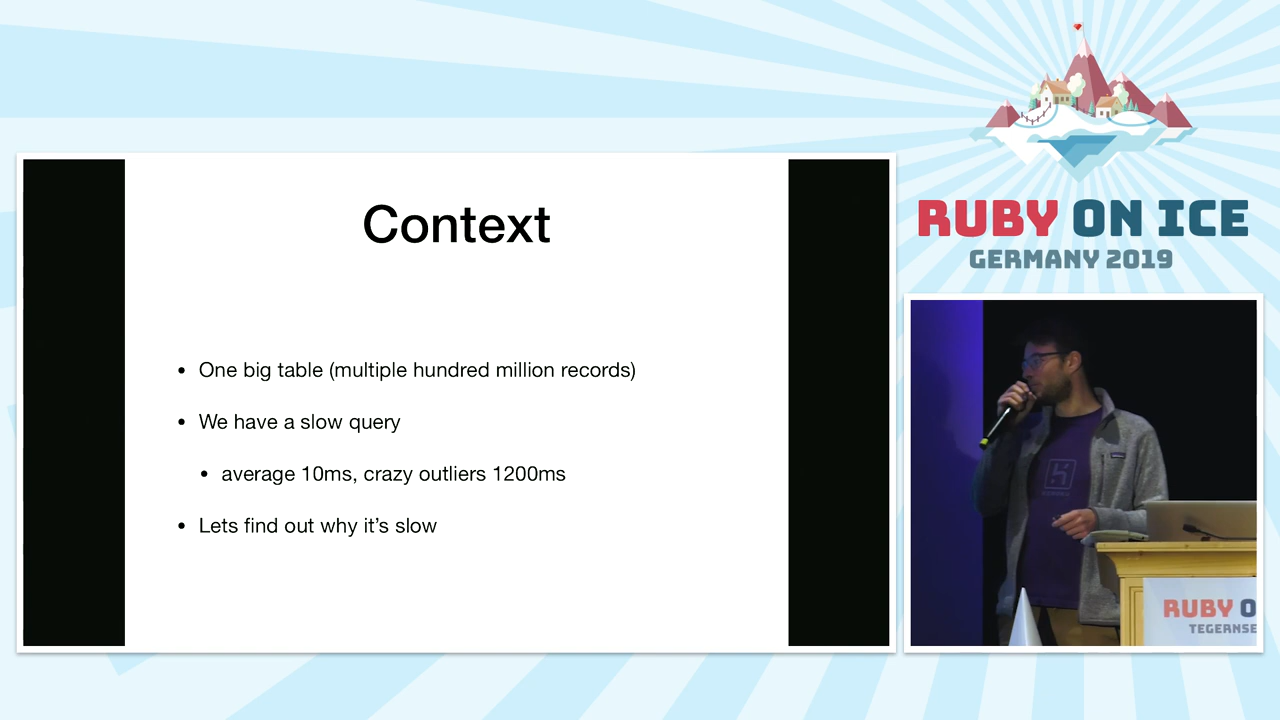 Context
• One big table (multiple hundred million records)
• We have a slow query
• average 10ms, crazy outliers 1200ms
• Lets find out why it's slow
RUBY ON ICE
GERMANY 2019
RUBY O
TEGERNSE